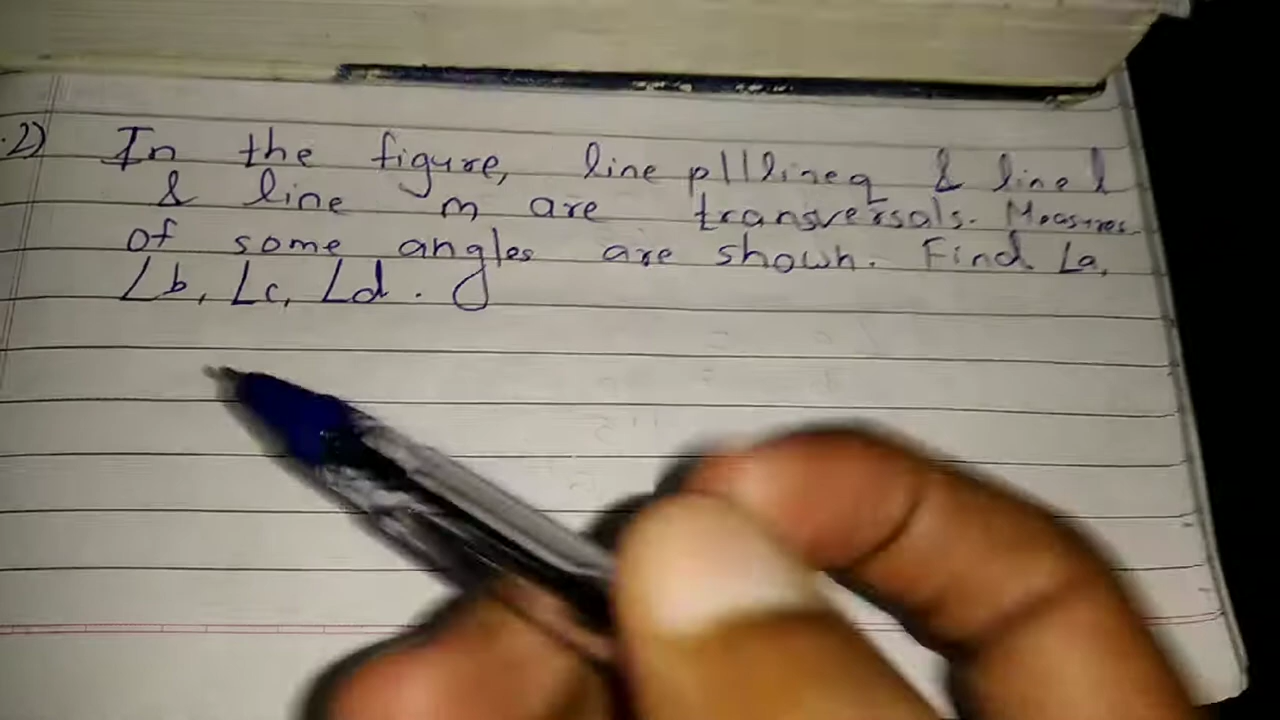 2) In the figure, line p||line q & line l
& line m are transversals. Measures
of some angles are shown. Find ∠a,
∠b, ∠c, ∠d.